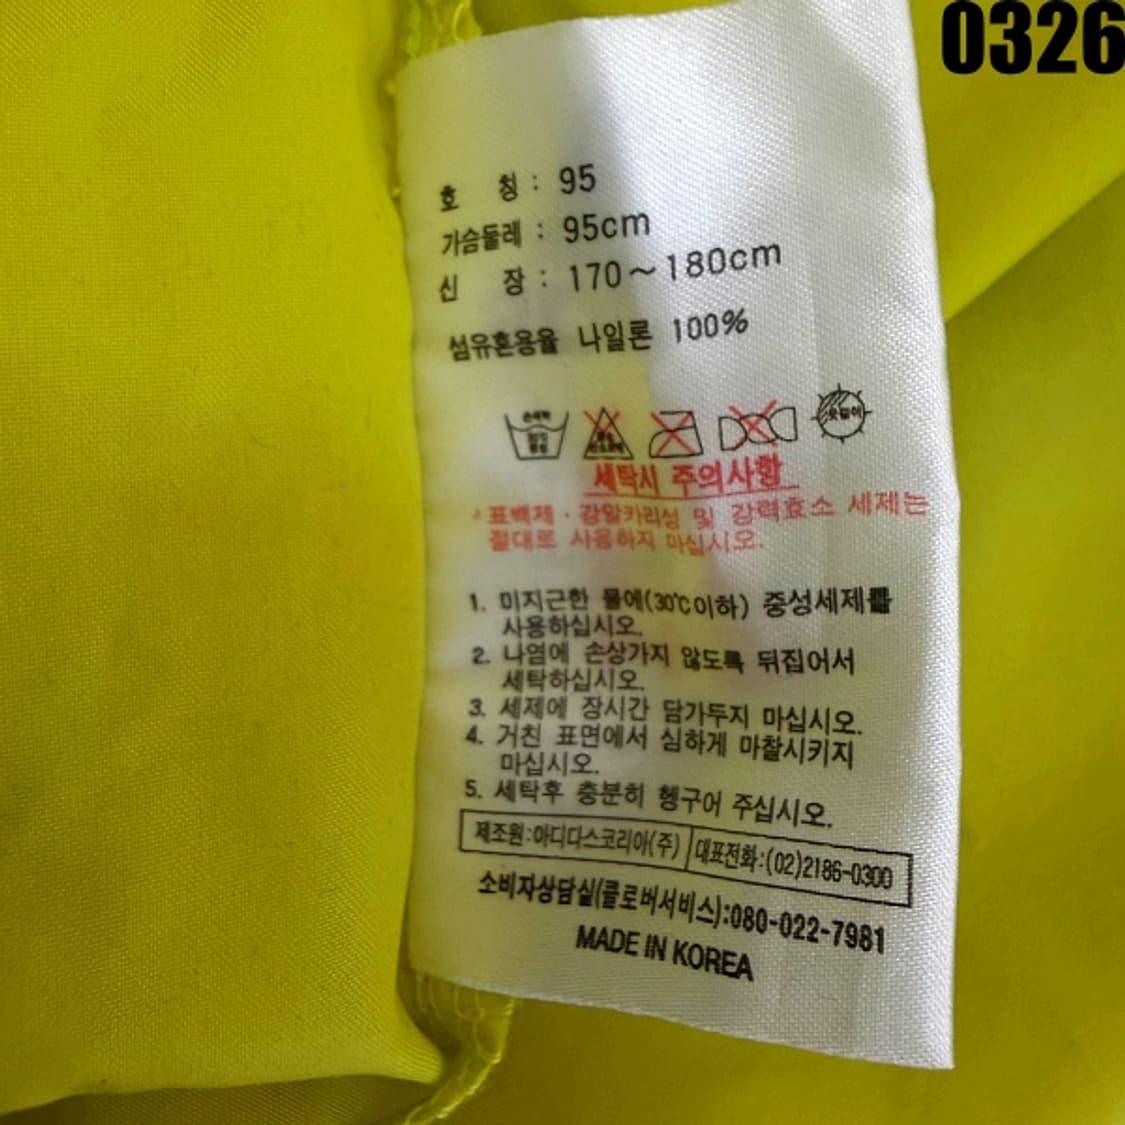 0326
호 칭 : 95
가슴둘레 : 95cm
신 장 : 170~180cm
섬유혼용율 나일론 100%
손세탁
중성
옷걸이
세탁시 주의사항
* 표백제·강알카리성 및 강력효소 세제는
절대로 사용하지 마십시오.
1. 미지근한 물에(30℃이하) 중성세제를
사용하십시오.
2. 나염에 손상가지 않도록 뒤집어서
세탁하십시오.
3. 세제에 장시간 담가두지 마십시오.
4. 거친 표면에서 심하게 마찰시키지
마십시오.
5. 세탁후 충분히 헹구어 주십시오.
제조원:아디다스코리아(주) 대표전화:(02)2186-0300
소비자상담실(클로버서비스):080-022-7981
MADE IN KOREA